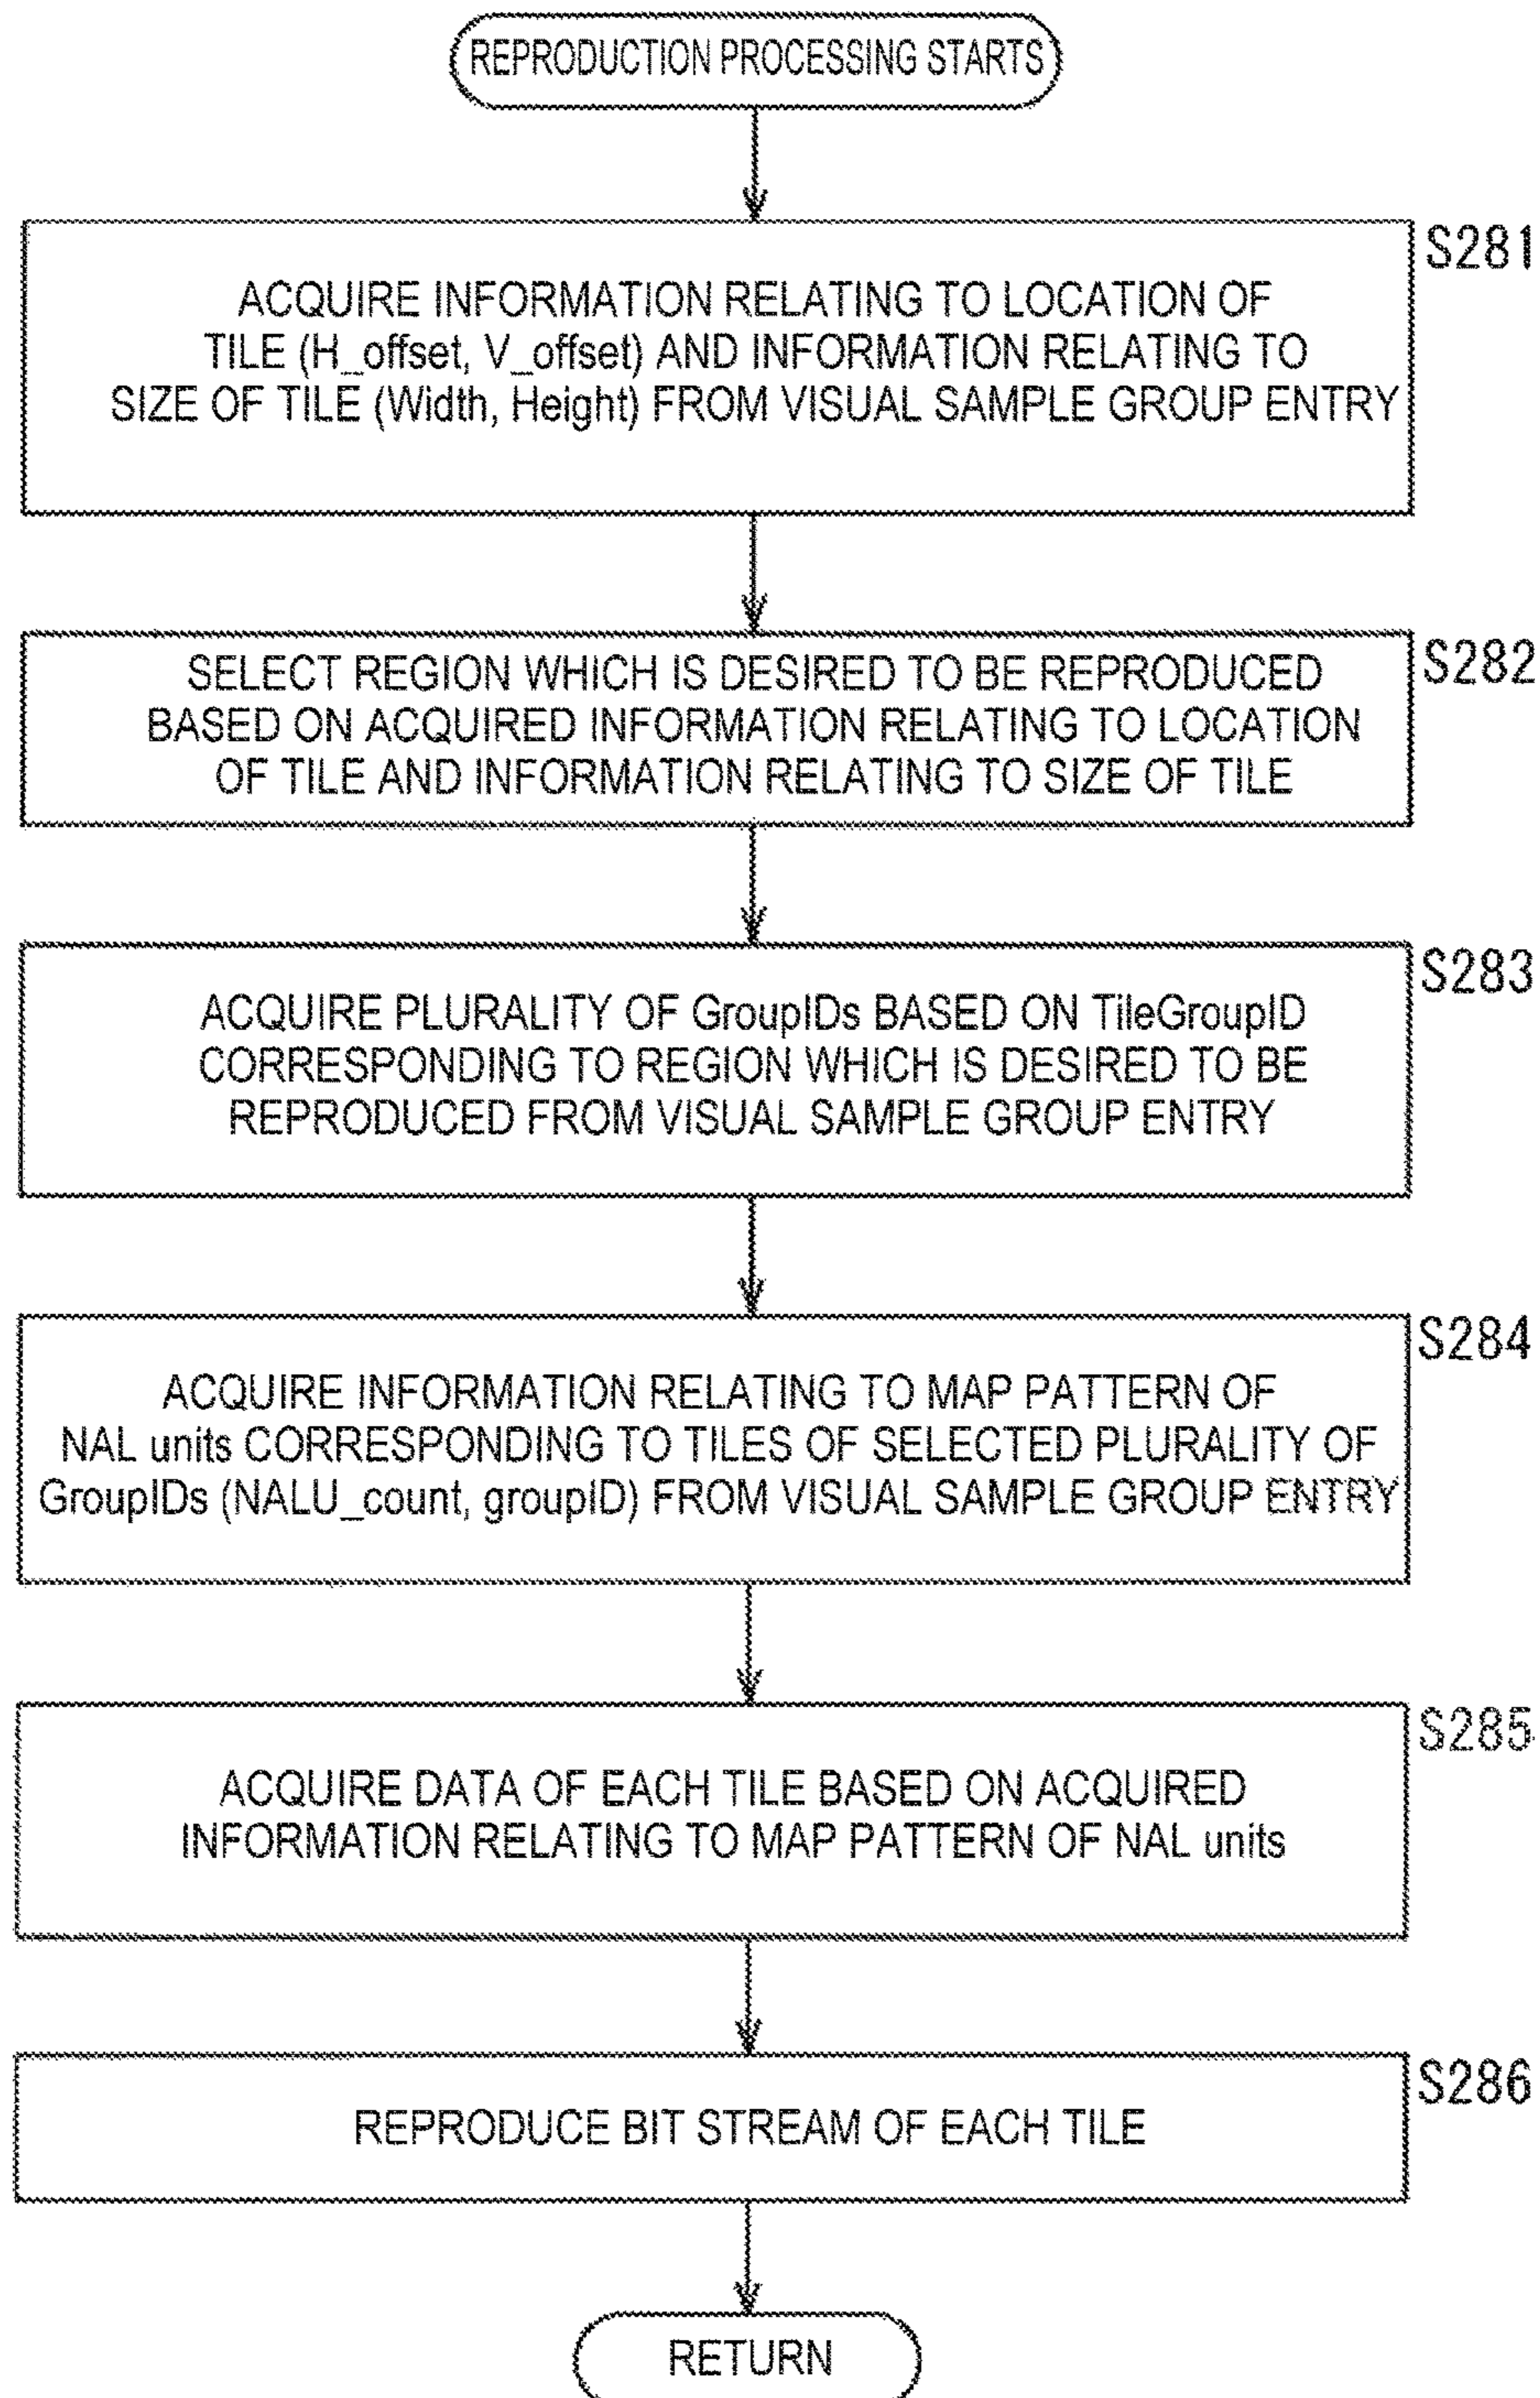 REPRODUCTION PROCESSING STARTS
S281
ACQUIRE INFORMATION RELATING TO LOCATION OF
TILE (H_offset, V_offset) AND INFORMATION RELATING TO
SIZE OF TILE (Width, Height) FROM VISUAL SAMPLE GROUP ENTRY
S282
SELECT REGION WHICH IS DESIRED TO BE REPRODUCED
BASED ON ACQUIRED INFORMATION RELATING TO LOCATION
OF TILE AND INFORMATION RELATING TO SIZE OF TILE
S283
ACQUIRE PLURALITY OF GroupIDs BASED ON TileGroupID
CORRESPONDING TO REGION WHICH IS DESIRED TO BE
REPRODUCED FROM VISUAL SAMPLE GROUP ENTRY
S284
ACQUIRE INFORMATION RELATING TO MAP PATTERN OF
NAL units CORRESPONDING TO TILES OF SELECTED PLURALITY OF
GroupIDs (NALU_count, groupID) FROM VISUAL SAMPLE GROUP ENTRY
S285
ACQUIRE DATA OF EACH TILE BASED ON ACQUIRED
INFORMATION RELATING TO MAP PATTERN OF NAL units
S286
REPRODUCE BIT STREAM OF EACH TILE
RETURN